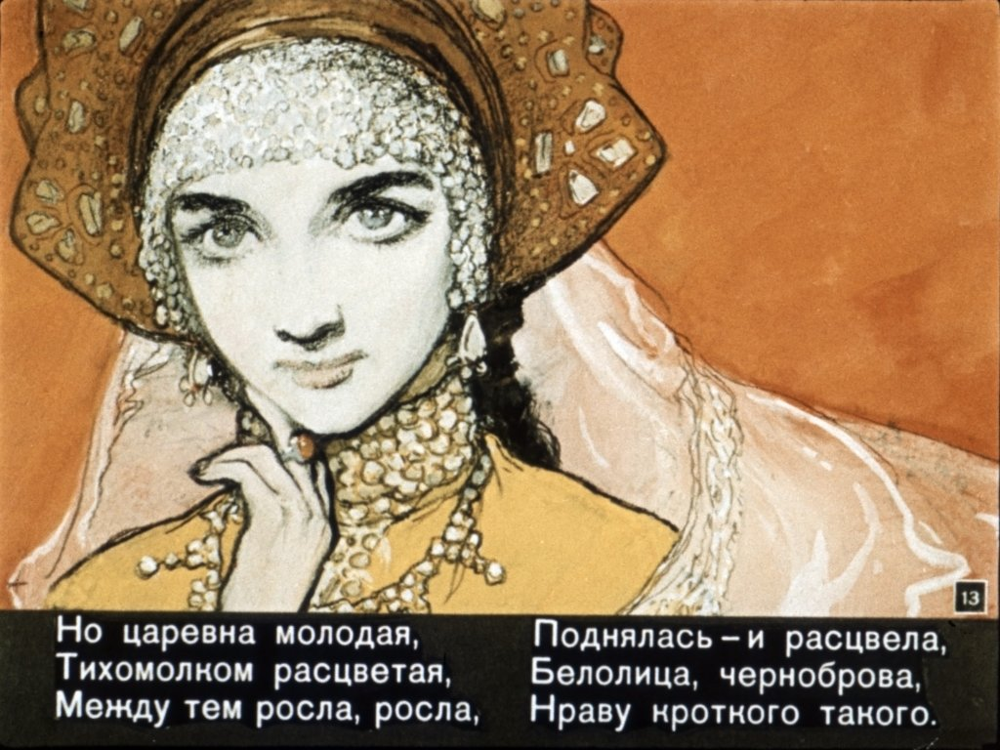 13
Но царевна молодая,
Тихомолком расцветая,
Между тем росла, росла,
Поднялась – и расцвела,
Белолица, черноброва,
Нраву кроткого такого.